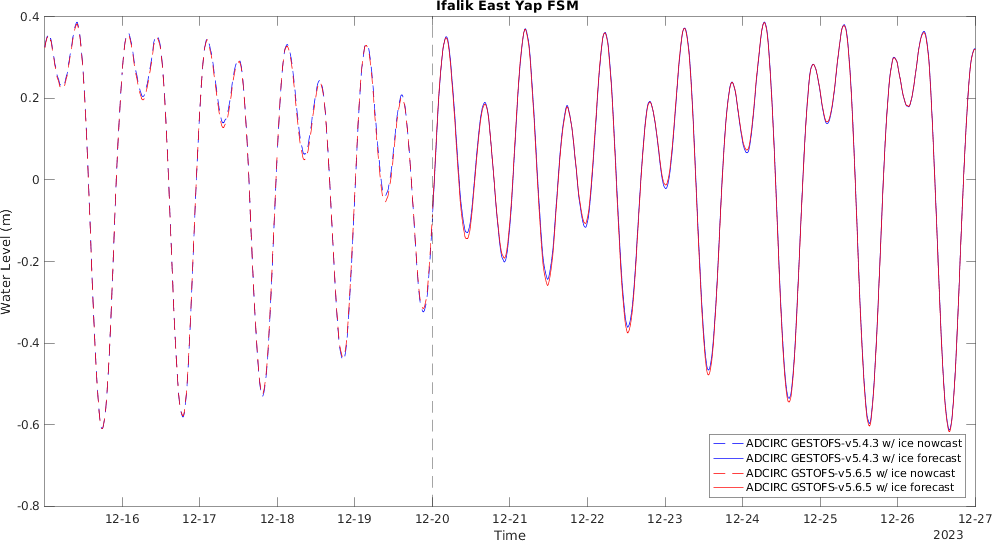 Ifalik East Yap FSM
0.4
0.2
0
-0.2
-0.4
-0.6
-0.8
Water Level (m)
ADCIRC GESTOFS-v5.4.3 w/ ice nowcast
ADCIRC GESTOFS-v5.4.3 w/ ice forecast
ADCIRC GSTOFS-v5.6.5 w/ ice nowcast
ADCIRC GSTOFS-v5.6.5 w/ ice forecast
12-16 12-17 12-18 12-19 12-20 12-21 12-22 12-23 12-24 12-25 12-26 12-27
Time
2023